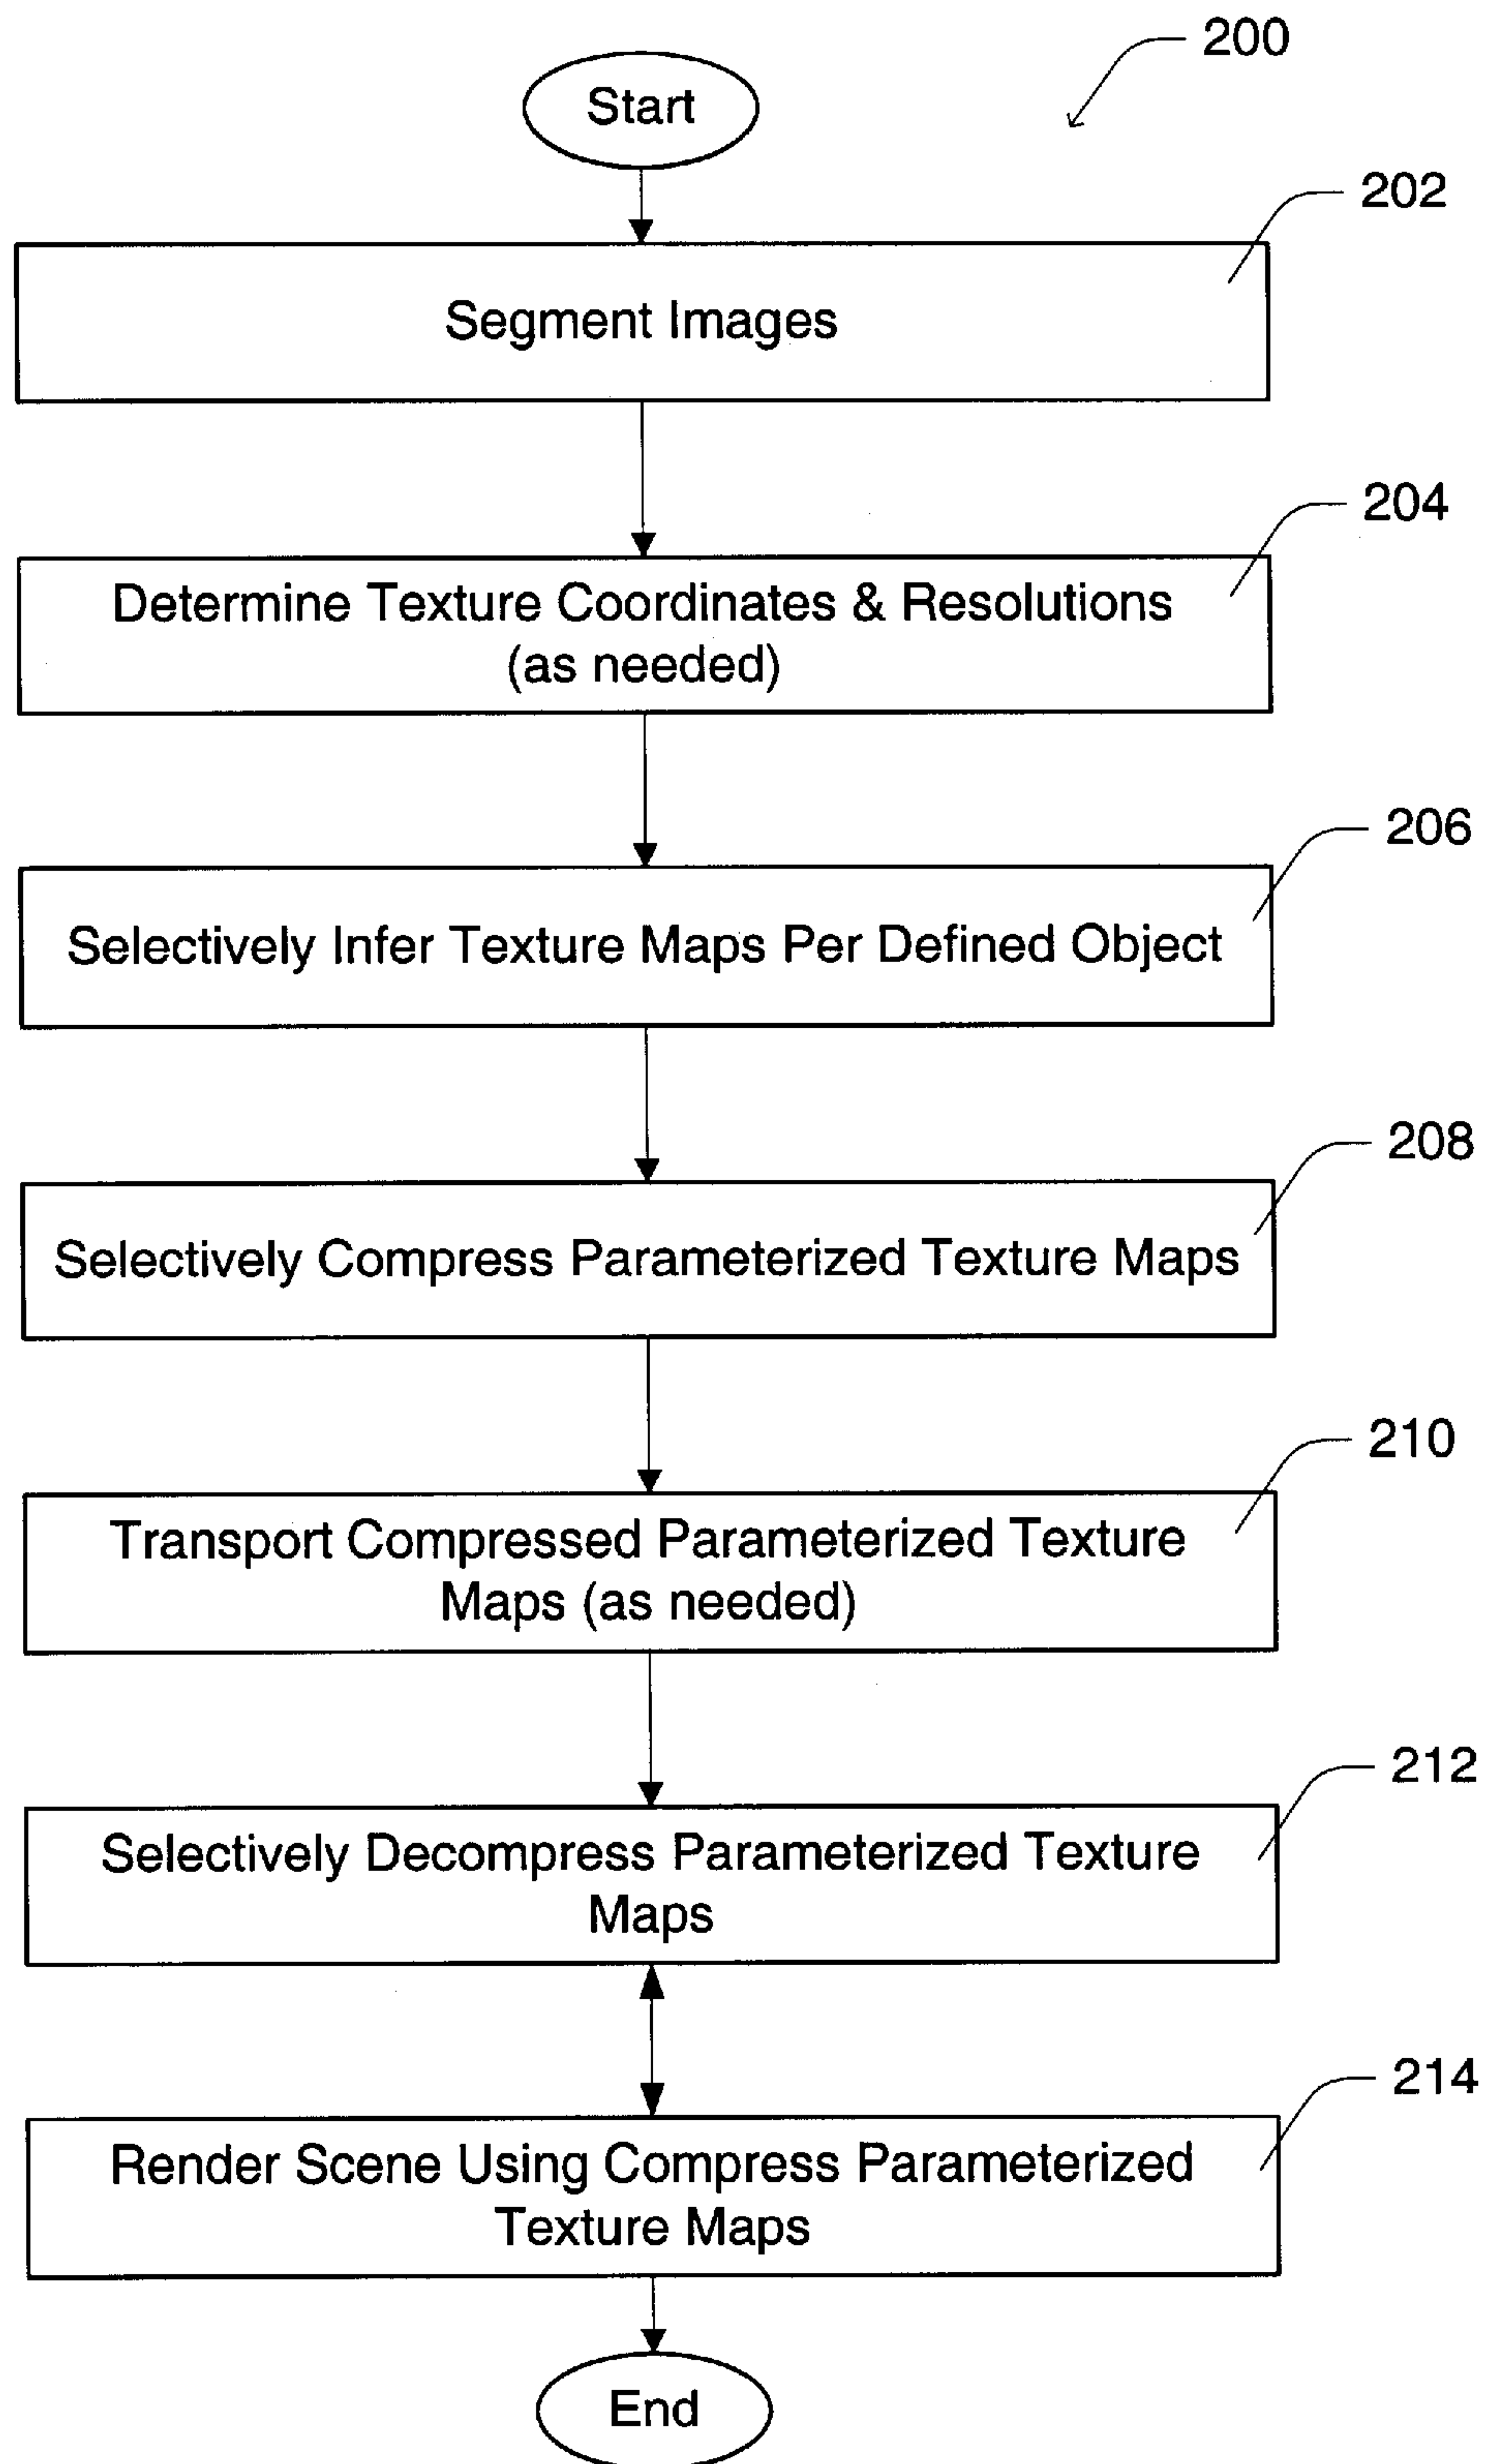 200
Start
202
Segment Images
204
Determine Texture Coordinates & Resolutions
(as needed)
206
Selectively Infer Texture Maps Per Defined Object
208
Selectively Compress Parameterized Texture Maps
210
Transport Compressed Parameterized Texture
Maps (as needed)
212
Selectively Decompress Parameterized Texture
Maps
214
Render Scene Using Compress Parameterized
Texture Maps
End